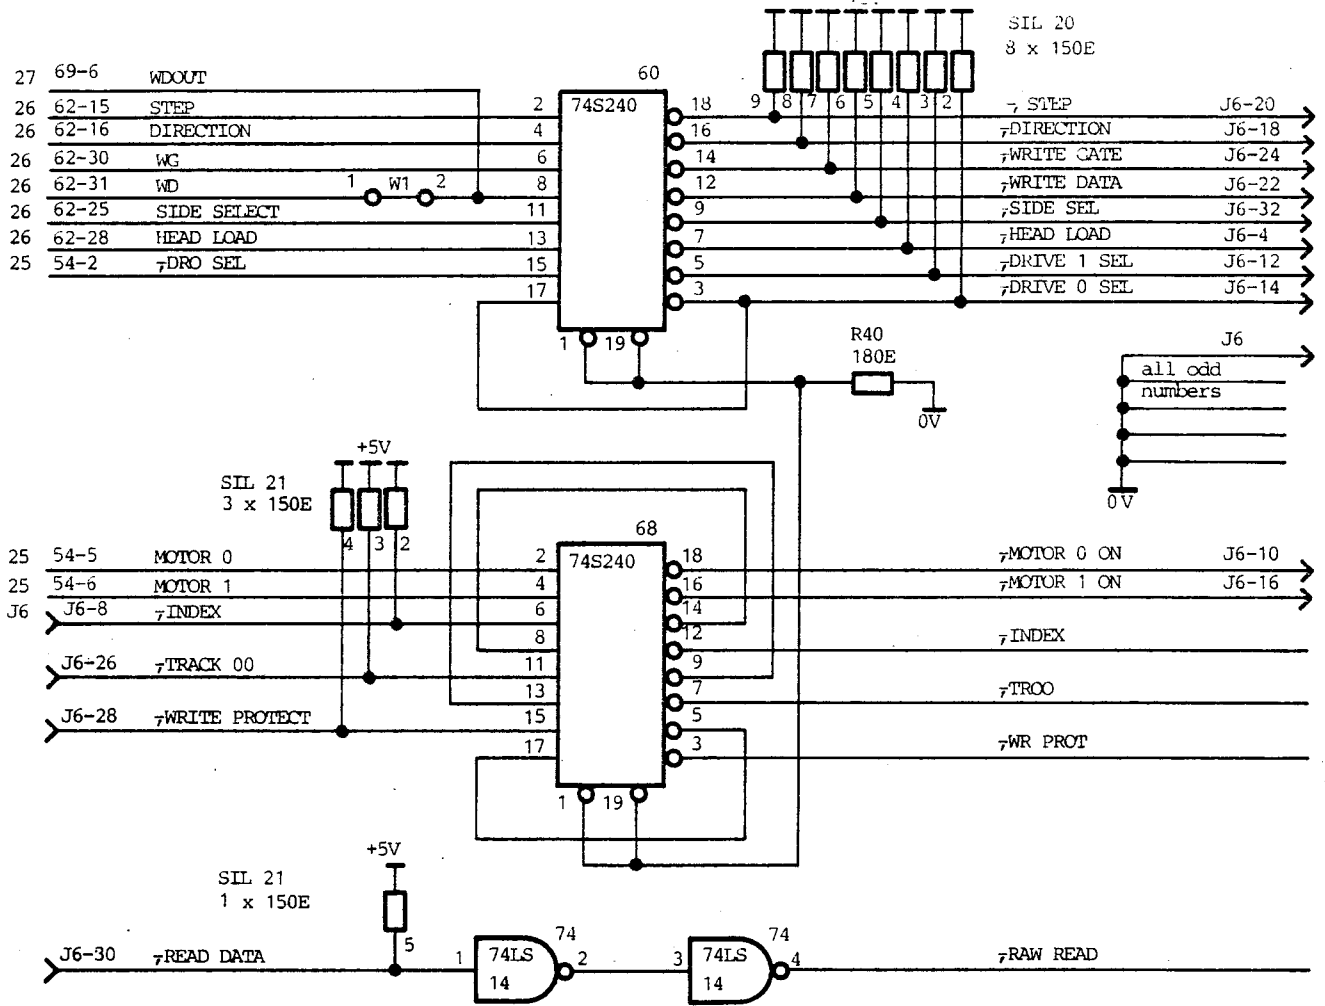 SIL 20
8 x 150E
27 69-6 WDOUT
60
26 62-15 STEP 2 74S240 18 9 8 7 6 5 4 3 2 ¬STEP J6-20
26 62-16 DIRECTION 4 16 ¬DIRECTION J6-18
26 62-30 WG 6 14 ¬WRITE GATE J6-24
26 62-31 WD 1 W1 2 8 12 ¬WRITE DATA J6-22
26 62-25 SIDE SELECT 11 9 ¬SIDE SEL J6-32
26 62-28 HEAD LOAD 13 7 ¬HEAD LOAD J6-4
25 54-2 ¬DRO SEL 15 5 ¬DRIVE 1 SEL J6-12
17 3 ¬DRIVE 0 SEL J6-14
1 19
R40
180E
0V
J6
all odd
numbers
0V
+5V
SIL 21
3 x 150E
4 3 2
68
25 54-5 MOTOR 0 2 74S240 18 ¬MOTOR 0 ON J6-10
25 54-6 MOTOR 1 4 16 ¬MOTOR 1 ON J6-16
J6 J6-8 ¬INDEX 6 14
8 12 ¬INDEX
J6-26 ¬TRACK 00 11 9
13 7 ¬TROO
J6-28 ¬WRITE PROTECT 15 5
17 3 ¬WR PROT
1 19
+5V
SIL 21
1 x 150E
5
74
74
J6-30 ¬READ DATA 1 74LS 2 3 74LS 4 ¬RAW READ
14 14